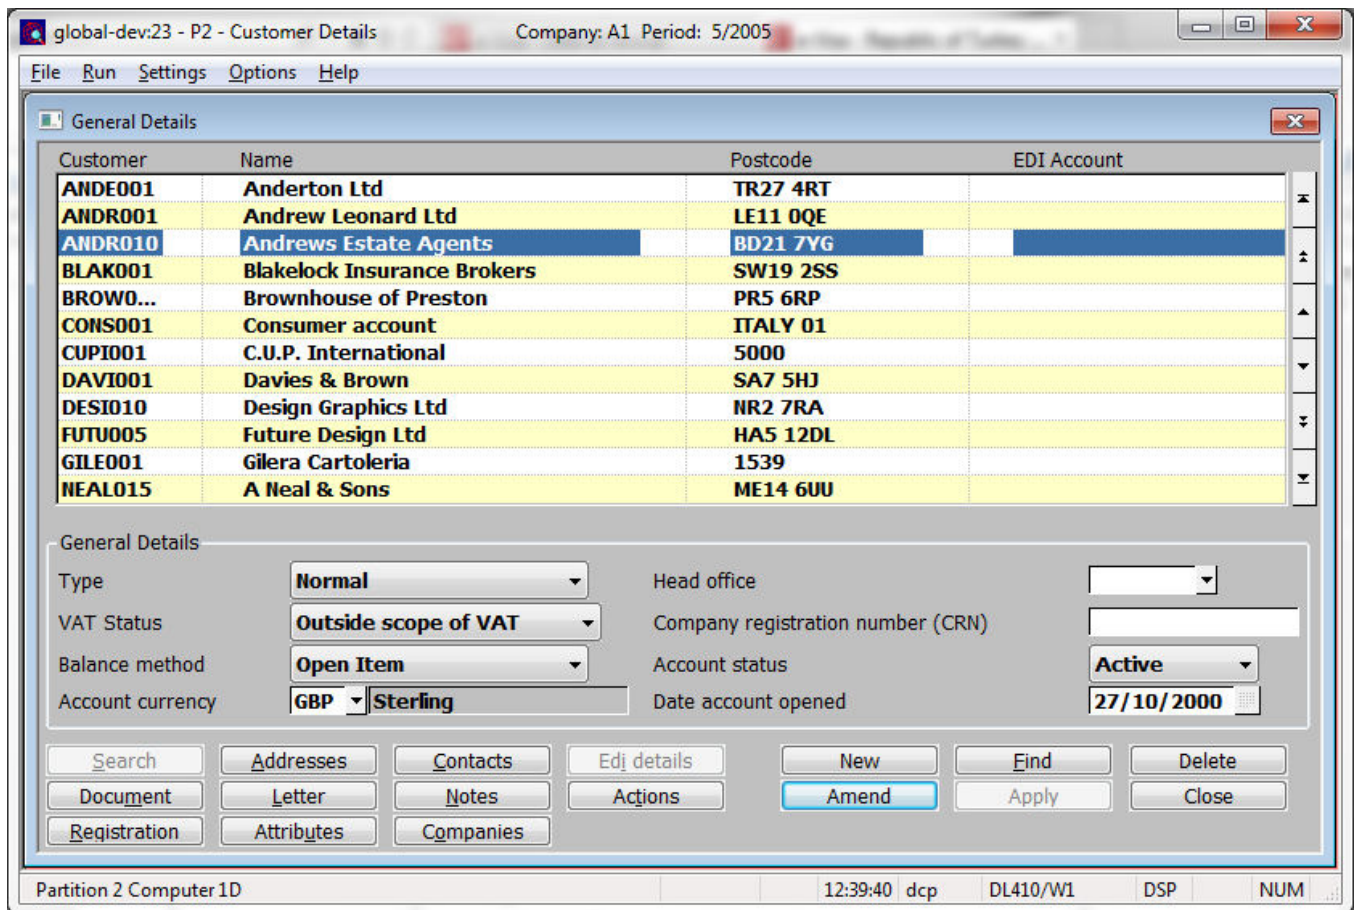 global-dev:23 - P2 - Customer Details Company: A1 Period: 5/2005
File Run Settings Options Help
General Details
Customer Name Postcode EDI Account
ANDE001 Anderton Ltd TR27 4RT
ANDR001 Andrew Leonard Ltd LE11 0QE
ANDR010 Andrews Estate Agents BD21 7YG
BLAK001 Blakelock Insurance Brokers SW19 2SS
BROW0... Brownhouse of Preston PR5 6RP
CONS001 Consumer account ITALY 01
CUPI001 C.U.P. International 5000
DAVI001 Davies & Brown SA7 5HJ
DESI010 Design Graphics Ltd NR2 7RA
FUTU005 Future Design Ltd HA5 12DL
GILE001 Gilera Cartoleria 1539
NEAL015 A Neal & Sons ME14 6UU
General Details
Type Normal Head office
VAT Status Outside scope of VAT Company registration number (CRN)
Balance method Open Item Account status Active
Account currency GBP Sterling Date account opened 27/10/2000
Search Addresses Contacts Edi details New Find Delete
Document Letter Notes Actions Amend Apply Close
Registration Attributes Companies
Partition 2 Computer 1D 12:39:40 dcp DL410/W1 DSP NUM